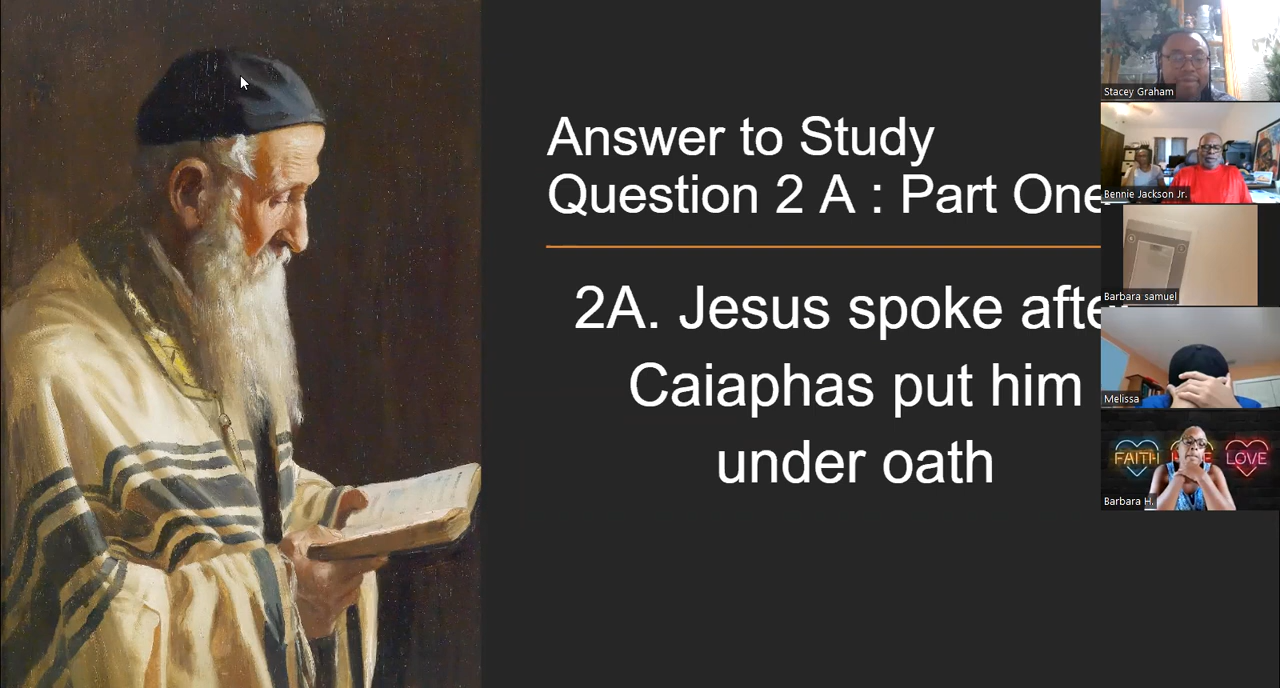 Answer to Study
Question 2 A : Part One
2A. Jesus spoke after
Caiaphas put him
under oath
Stacey Graham
Bennie Jackson Jr.
Barbara samuel
Melissa
FAITH
LOVE
Barbara H.